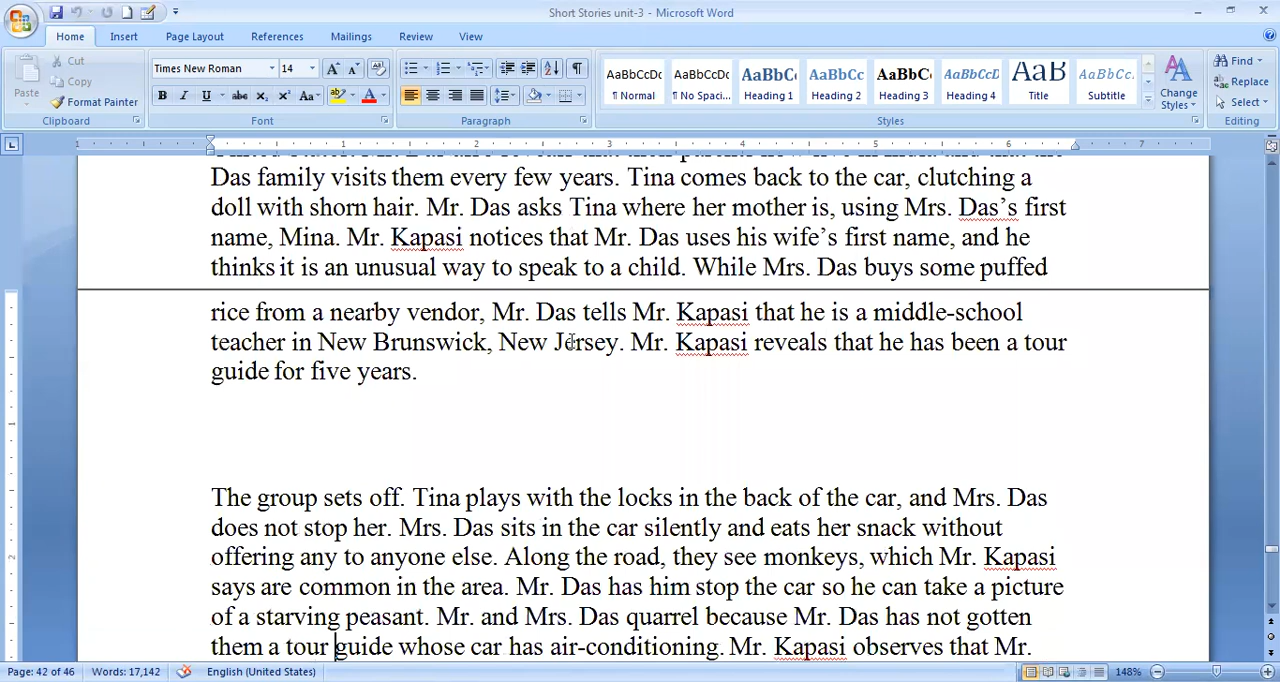 Short Stories unit-3 - Microsoft Word
Home Insert Page Layout References Mailings Review View
Paste
Cut
Copy
Format Painter
Clipboard
Times New Roman 14
Font
Paragraph
AaBbCcDc AaBbCcDc AaBbCc AaBbCc AaBbCc AaBbCcD AaB AaBbCc.
¶ Normal ¶ No Spaci... Heading 1 Heading 2 Heading 3 Heading 4 Title Subtitle
Change Styles
Styles
Find
Replace
Select
Editing
Das family visits them every few years. Tina comes back to the car, clutching a
doll with shorn hair. Mr. Das asks Tina where her mother is, using Mrs. Das’s first
name, Mina. Mr. Kapasi notices that Mr. Das uses his wife’s first name, and he
thinks it is an unusual way to speak to a child. While Mrs. Das buys some puffed
rice from a nearby vendor, Mr. Das tells Mr. Kapasi that he is a middle-school
teacher in New Brunswick, New Jersey. Mr. Kapasi reveals that he has been a tour
guide for five years.
The group sets off. Tina plays with the locks in the back of the car, and Mrs. Das
does not stop her. Mrs. Das sits in the car silently and eats her snack without
offering any to anyone else. Along the road, they see monkeys, which Mr. Kapasi
says are common in the area. Mr. Das has him stop the car so he can take a picture
of a starving peasant. Mr. and Mrs. Das quarrel because Mr. Das has not gotten
them a tour guide whose car has air-conditioning. Mr. Kapasi observes that Mr.
Page: 42 of 46 Words: 17,142 English (United States) 148%